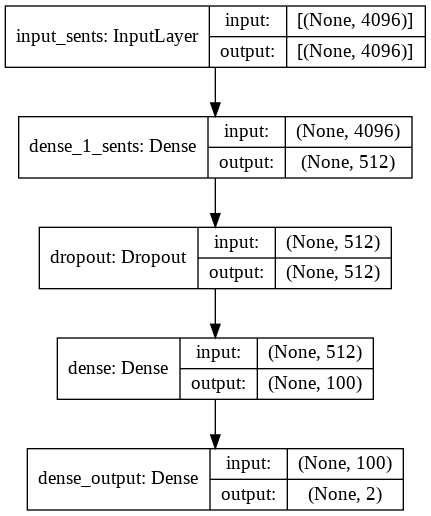 input_sents: InputLayer
input: [(None, 4096)]
output: [(None, 4096)]
dense_1_sents: Dense
input: (None, 4096)
output: (None, 512)
dropout: Dropout
input: (None, 512)
output: (None, 512)
dense: Dense
input: (None, 512)
output: (None, 100)
dense_output: Dense
input: (None, 100)
output: (None, 2)